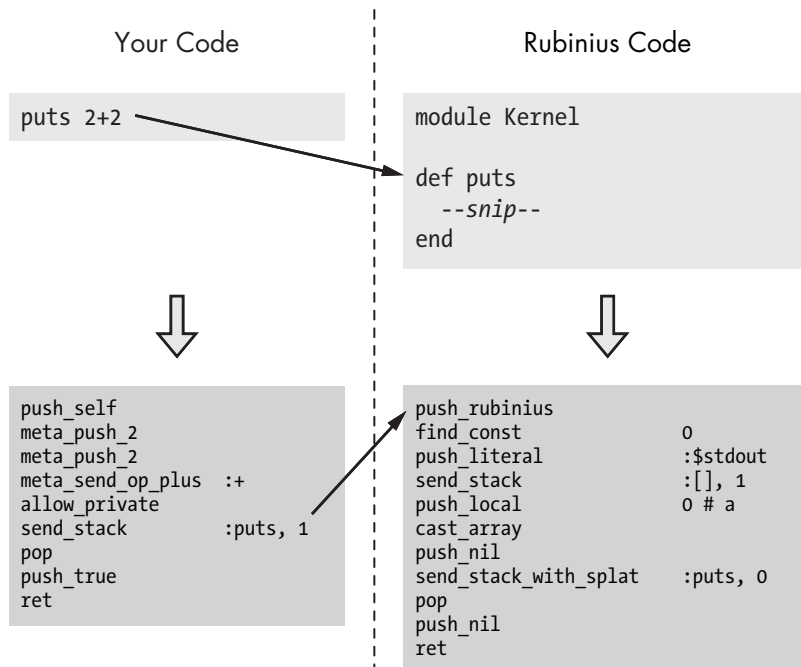 Your Code
puts 2+2
push_self
meta_push_2
meta_push_2
meta_send_op_plus :+
allow_private
send_stack :puts, 1
pop
push_true
ret
Rubinius Code
module Kernel
def puts
--snip--
end
push_rubinius
find_const 0
push_literal :$stdout
send_stack :[], 1
push_local 0 # a
cast_array
push_nil
send_stack_with_splat :puts, 0
pop
push_nil
ret